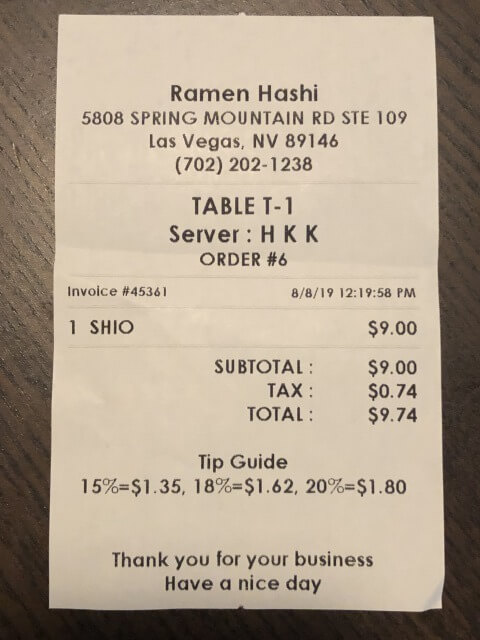 Ramen Hashi
5808 SPRING MOUNTAIN RD STE 109
Las Vegas, NV 89146
(702) 202-1238
TABLE T-1
Server : H K K
ORDER #6
Invoice #45361 8/8/19 12:19:58 PM
1 SHIO $9.00
SUBTOTAL : $9.00
TAX : $0.74
TOTAL : $9.74
Tip Guide
15%=$1.35, 18%=$1.62, 20%=$1.80
Thank you for your business
Have a nice day